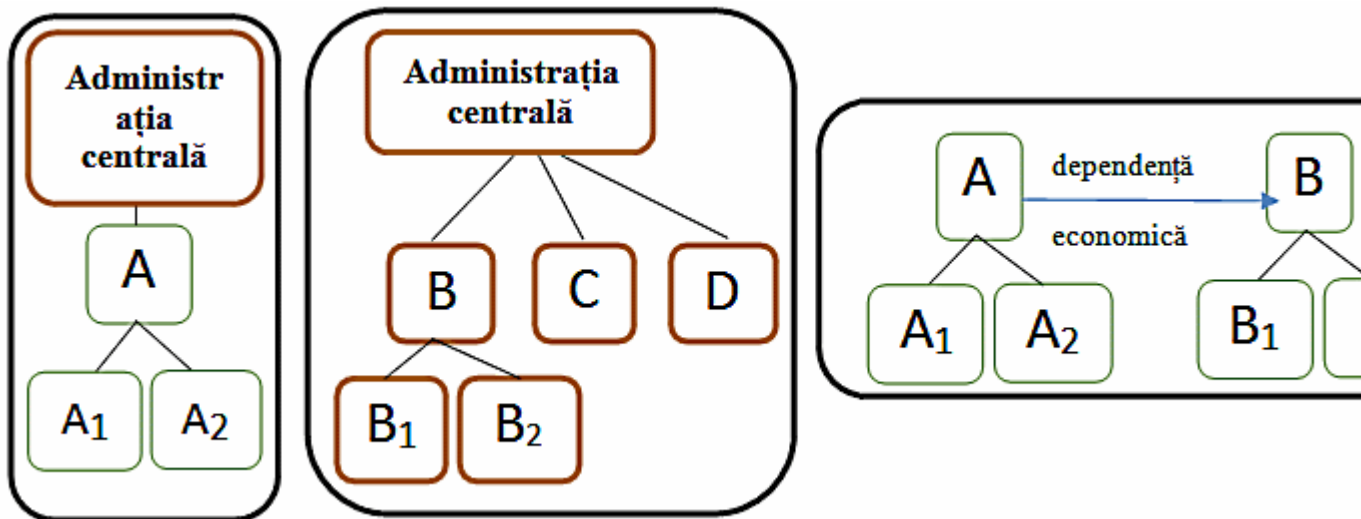 Administr
ația
centrală
A
A1
A2
Administrația
centrală
B
C
D
B1
B2
A
dependență
B
economică
A1
A2
B1